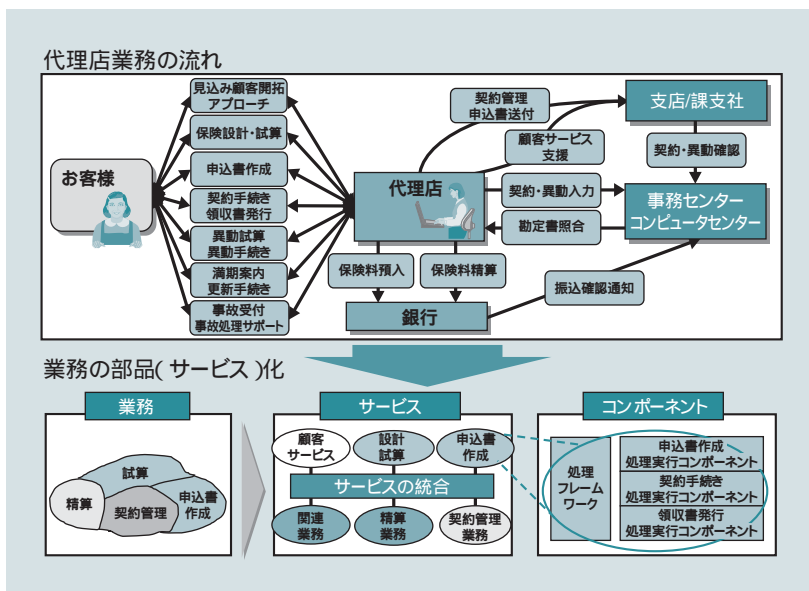 代理店業務の流れ
見込み顧客開拓
アプローチ
保険設計・試算
申込書作成
契約手続き
領収書発行
異動試算
異動手続き
満期案内
更新手続き
事故受付
事故処理サポート
お客様
代理店
契約管理
申込書送付
顧客サービス
支援
支店/課支社
契約・異動確認
契約・異動入力
勘定書照合
事務センター
コンピュータセンター
保険料預入
保険料精算
銀行
振込確認通知
業務の部品(サービス)化
業務
試算
精算
契約管理
申込書
作成
サービス
顧客
サービス
設計
試算
申込書
作成
サービスの統合
関連
業務
精算
業務
契約管理
業務
コンポーネント
処理
フレーム
ワーク
申込書作成
処理実行コンポーネント
契約手続き
処理実行コンポーネント
領収書発行
処理実行コンポーネント